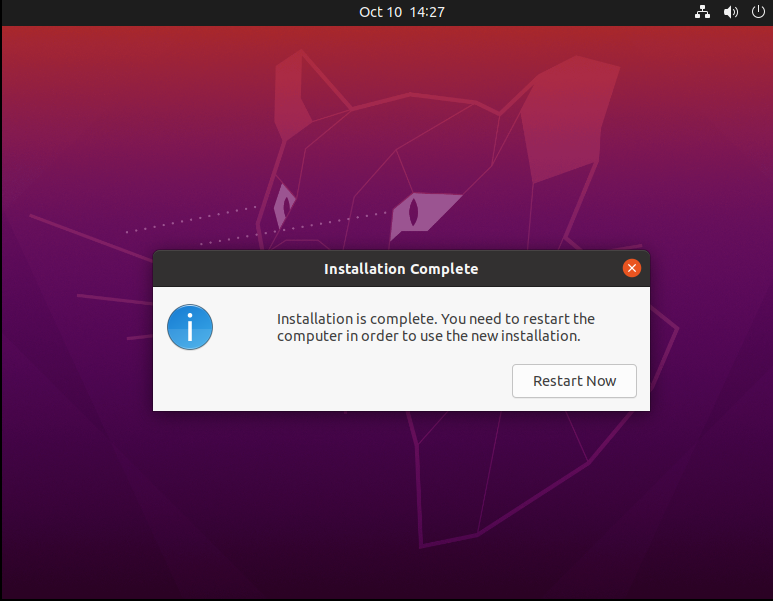 Oct 10 14:27
Installation Complete
Installation is complete. You need to restart the
computer in order to use the new installation.
Restart Now